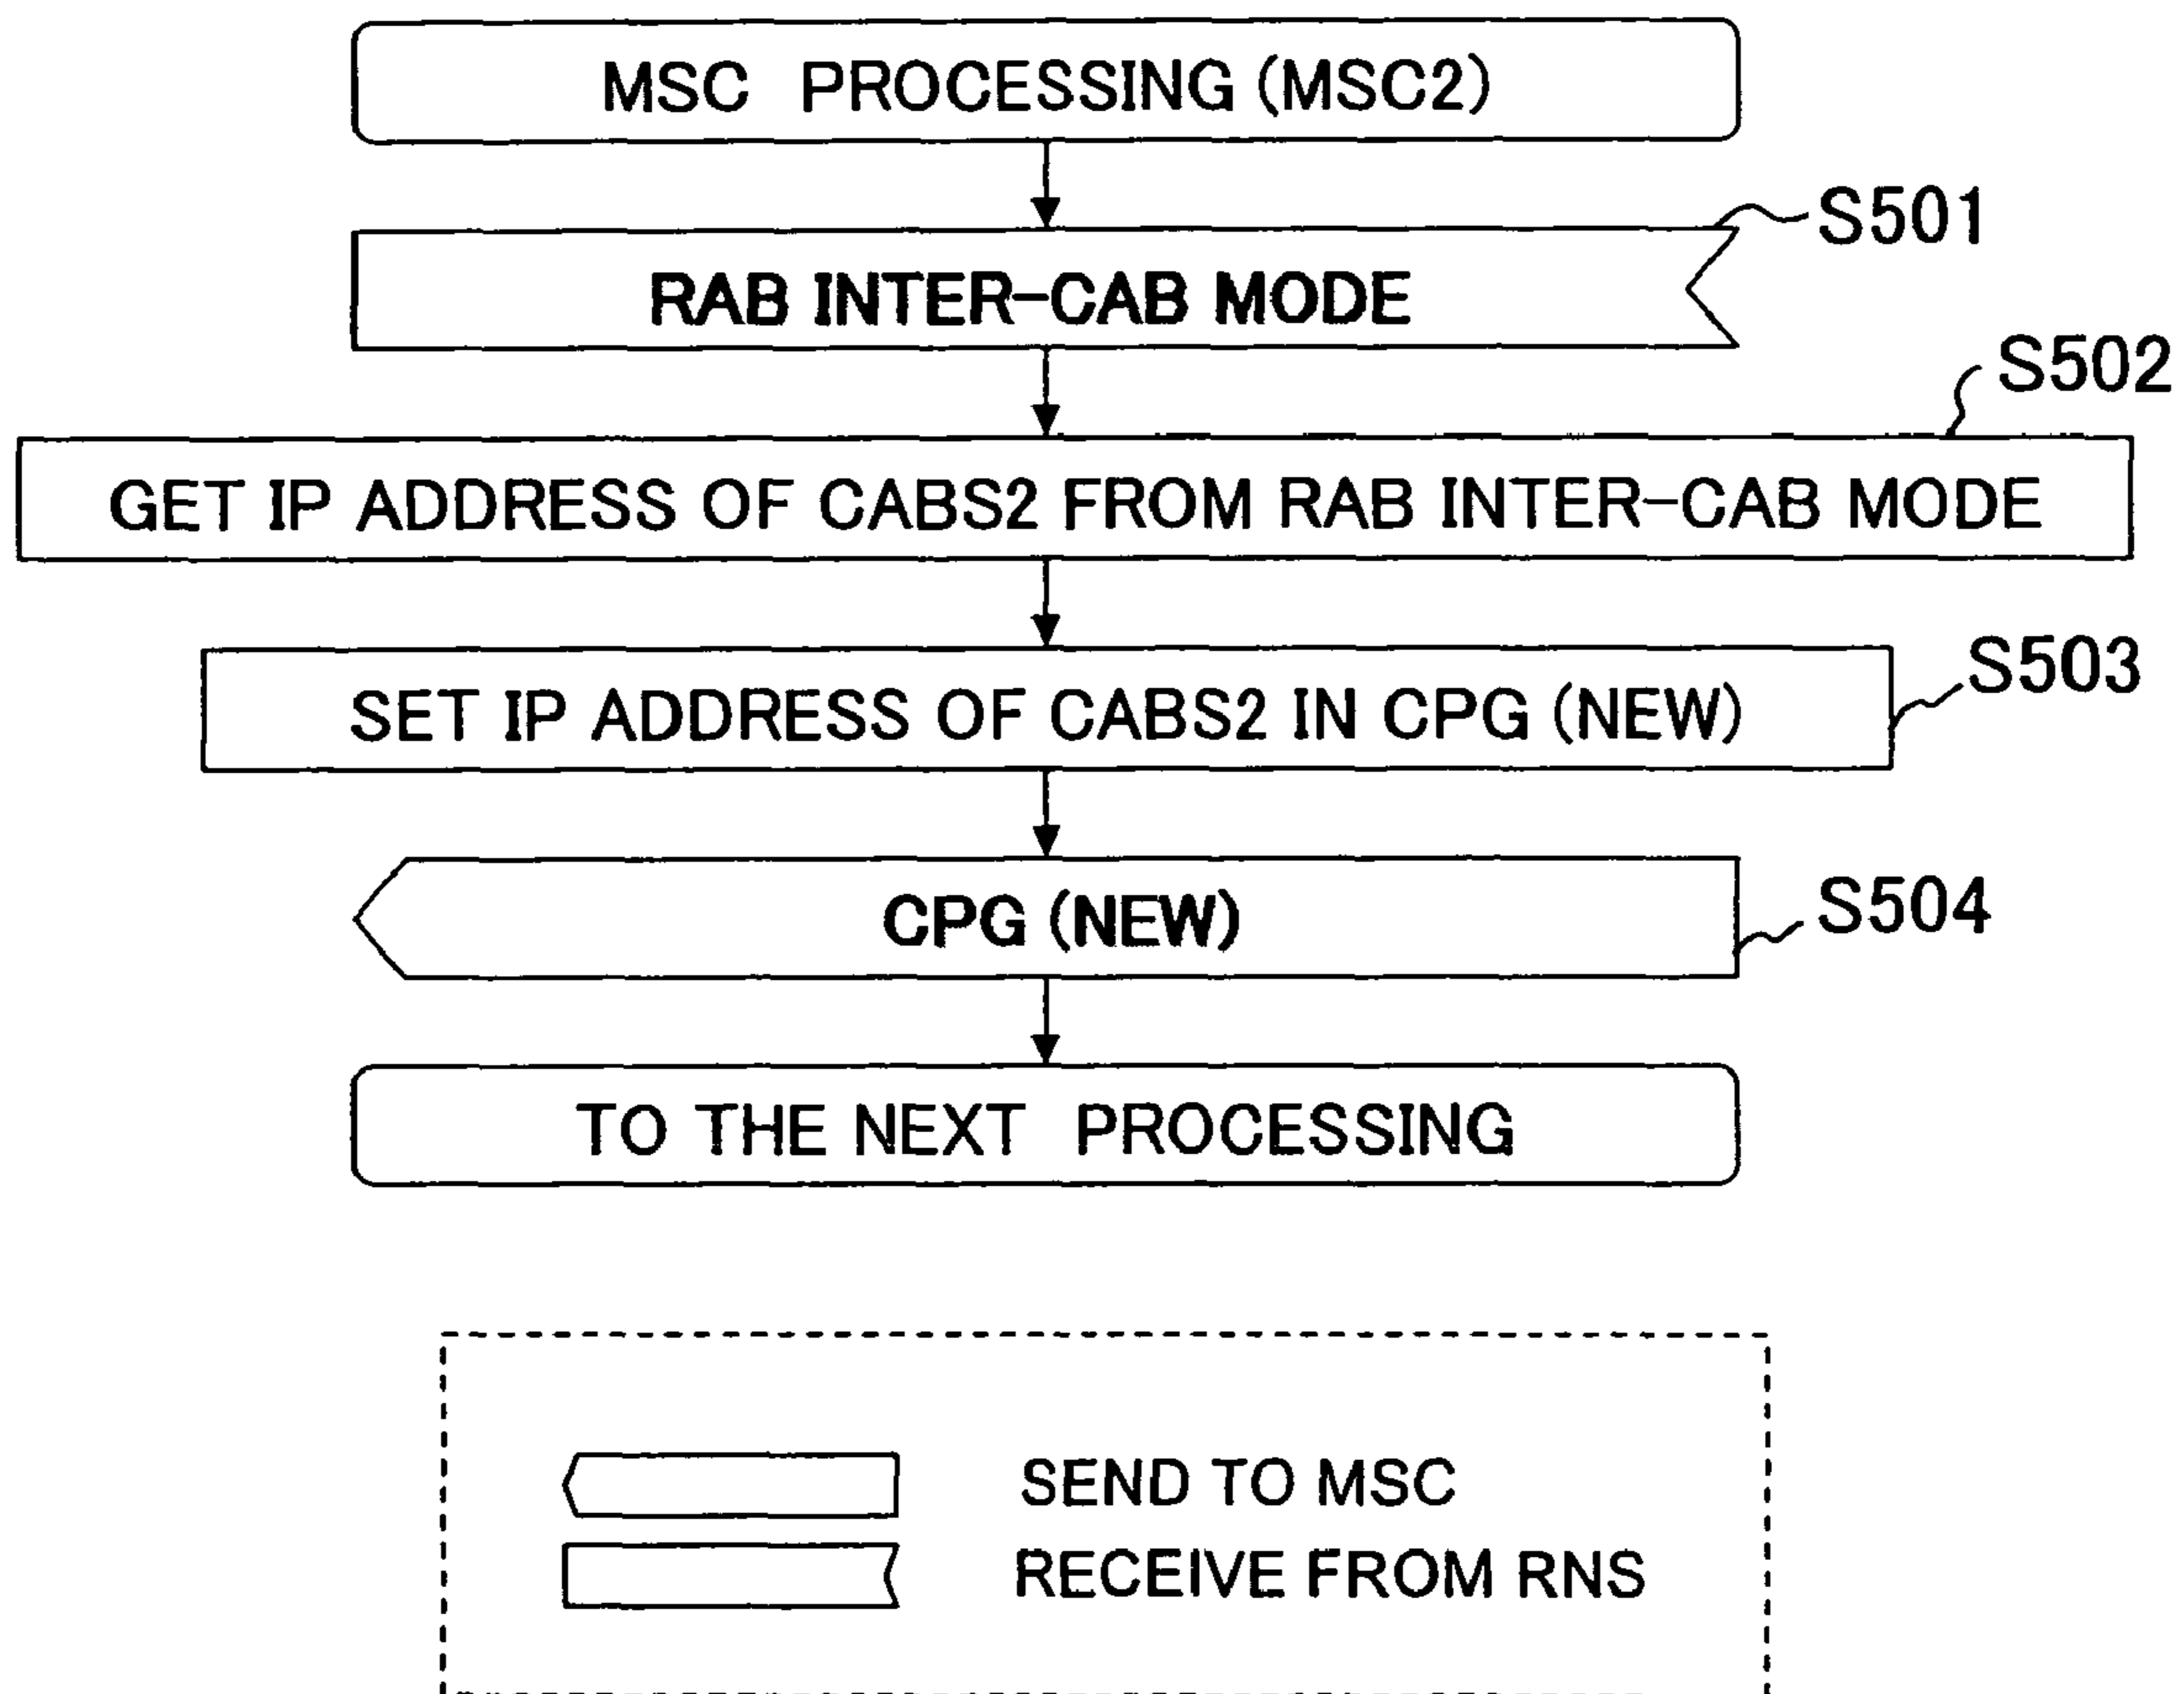 MSC PROCESSING (MSC2)
S501
RAB INTER-CAB MODE
S502
GET IP ADDRESS OF CABS2 FROM RAB INTER-CAB MODE
S503
SET IP ADDRESS OF CABS2 IN CPG (NEW)
CPG (NEW)
S504
TO THE NEXT PROCESSING
SEND TO MSC
RECEIVE FROM RNS